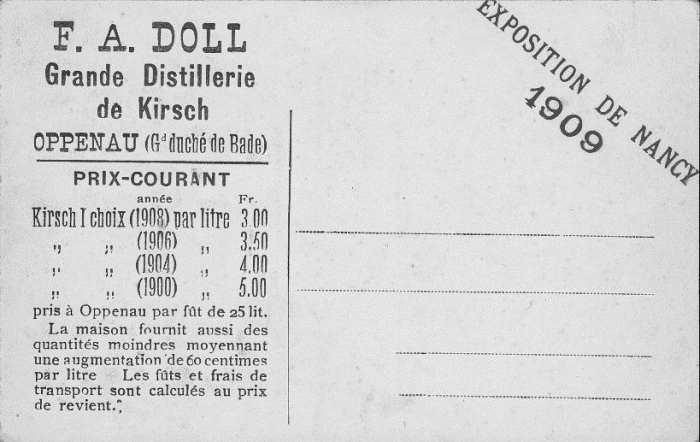 F. A. DOLL
Grande Distillerie
de Kirsch
OPPENAU (Gd duché de Bade)
PRIX-COURANT
année Fr.
Kirsch I choix (1908) par litre 3.00
„ „ (1906) „ 3.50
„ „ (1904) „ 4.00
„ „ (1900) „ 5.00
pris à Oppenau par fût de 25 lit.
La maison fournit aussi des
quantités moindres moyennant
une augmentation de 60 centimes
par litre Les fûts et frais de
transport sont calculés au prix
de revient.„
EXPOSITION DE NANCY
1909